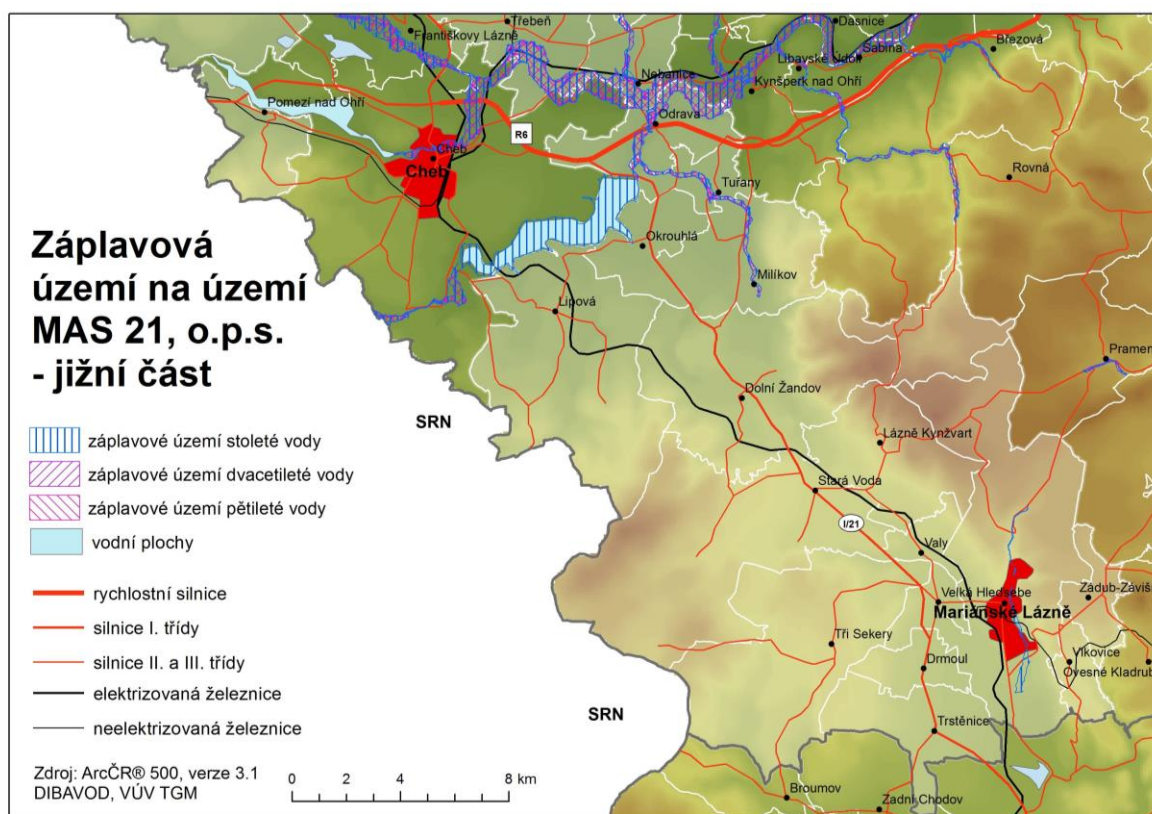 Záplavová
území na území
MAS 21, o.p.s.
- jižní část
záplavové území stoleté vody
záplavové území dvacetileté vody
záplavové území pětileté vody
vodní plochy
rychlostní silnice
silnice I. třídy
silnice II. a III. třídy
elektrizovaná železnice
neelektrizovaná železnice
Zdroj: ArcČR® 500, verze 3.1
DIBAVOD, VÚV TGM
0 2 4 8 km
Třebeň
Františkovy Lázně
Dasnice
Sabina
Březová
Libavské Údolí
Nebanice
Kynšperk nad Ohří
Pomezí nad Ohří
Odrava
R6
Cheb
Cheb
Rovná
Tuřany
Okrouhlá
Milíkov
Lipová
Prameny
Dolní Žandov
SRN
Lázně Kynžvart
Stará Voda
I/21
Valy
Velká Hleďsebe
Zádub-Závišín
Mariánské Lázně
Tři Sekery
Drmoul
Vlkovice
Ovesné Kladruby
SRN
Trstěnice
Broumov
Zadní Chodov